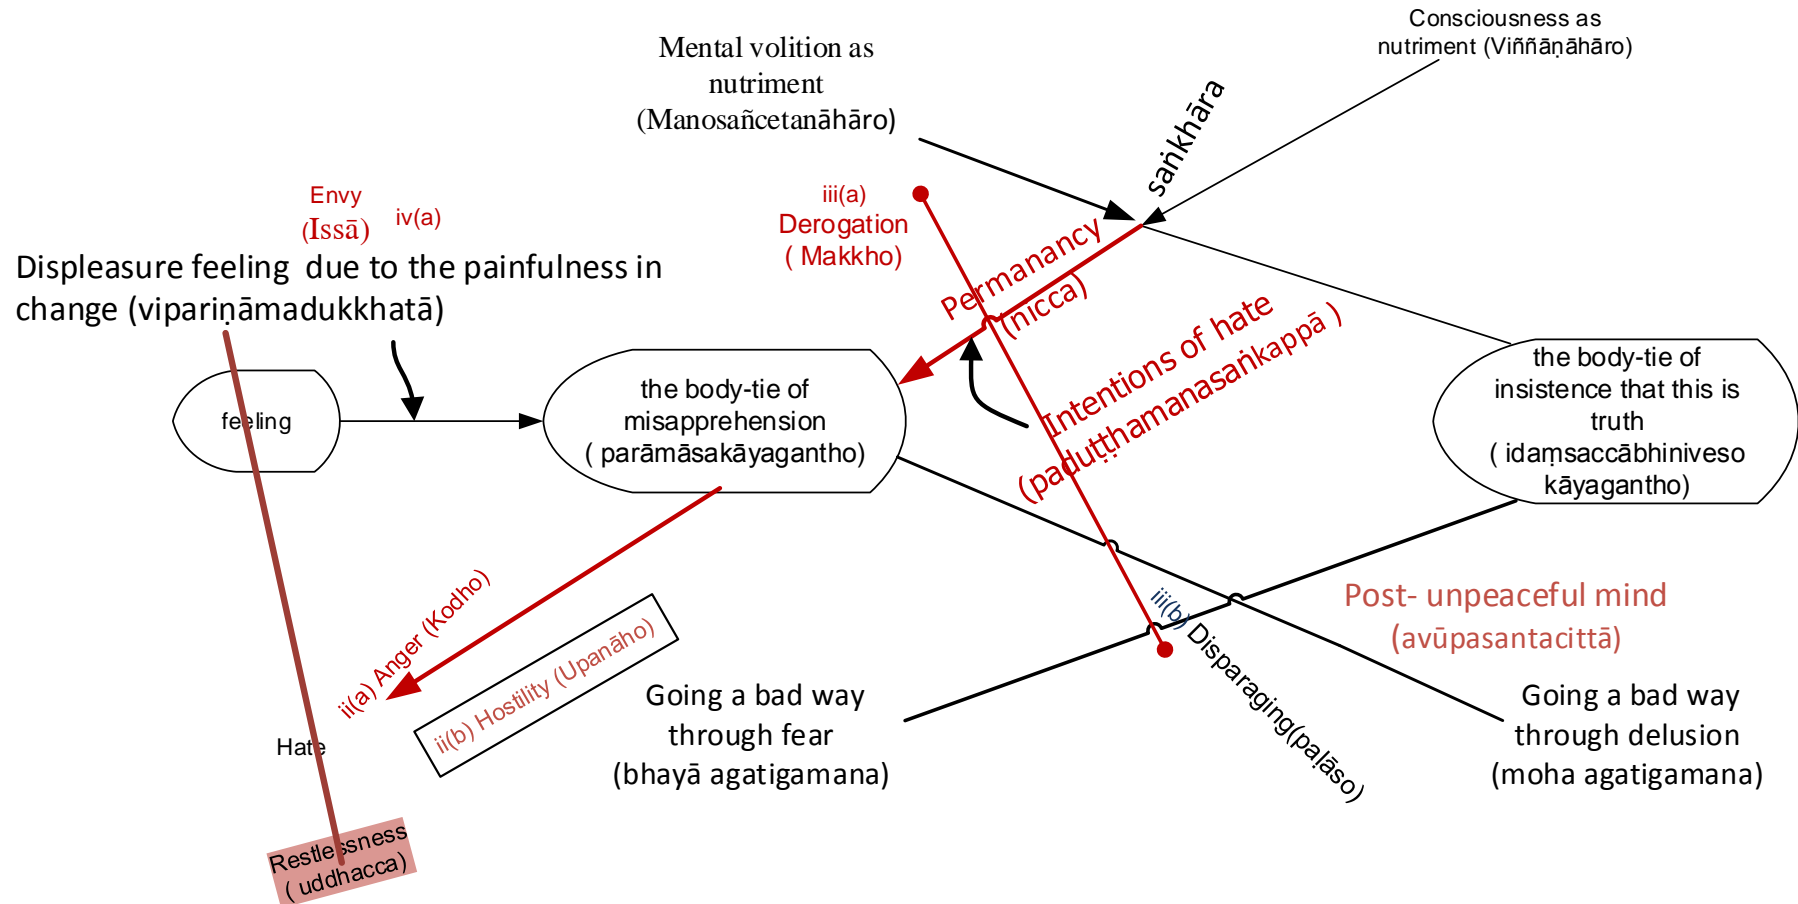 Consciousness as
nutriment (Viññāṇāhāro)
Mental volition as
nutriment
(Manosañcetanāhāro)
saṅkhāra
Envy
(Issā)
iv(a)
iii(a)
Derogation
( Makkho)
Displeasure feeling due to the painfulness in
change (vipariṇāmadukkhatā)
Permanancy
(nicca)
Intentions of hate
(paduṭṭhamanasaṅkappā )
feeling
the body-tie of
misapprehension
( parāmāsakāyagantho)
the body-tie of
insistence that this is
truth
( idaṃsaccābhiniveso
kāyagantho)
ii(a) Anger (Kodho)
ii(b) Hostility (Upanāho)
iii(b) Disparaging(paḷāso)
Post- unpeaceful mind
(avūpasantacittā)
Going a bad way
through fear
(bhayā agatigamana)
Going a bad way
through delusion
(moha agatigamana)
Hate
Restlessness
( uddhacca)